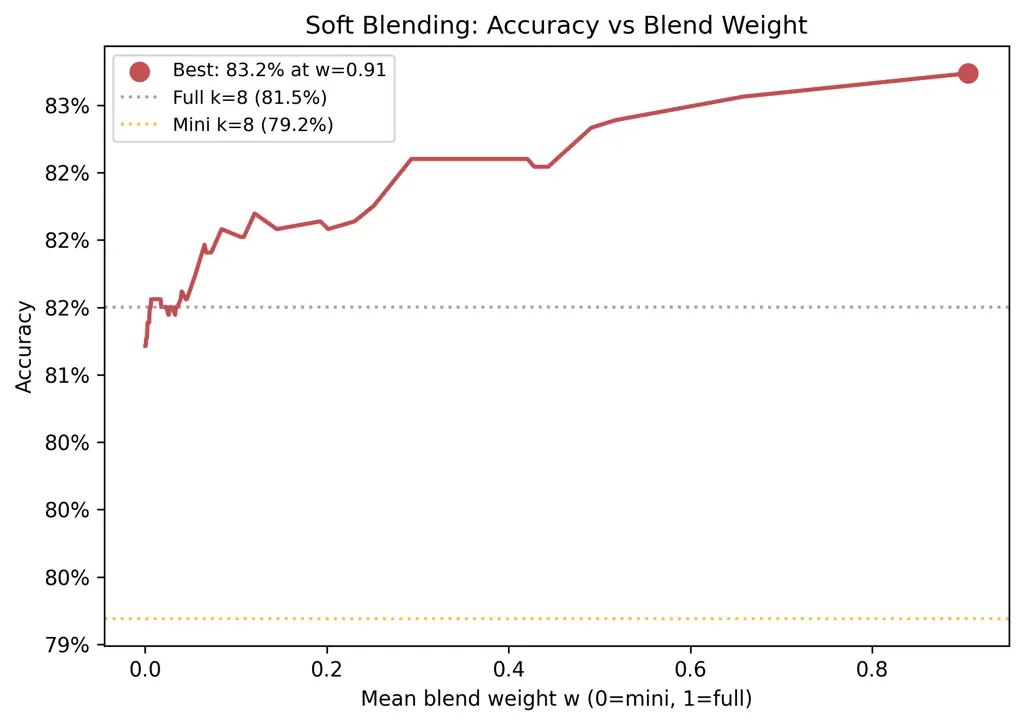 Soft Blending: Accuracy vs Blend Weight
Best: 83.2% at w=0.91
Full k=8 (81.5%)
Mini k=8 (79.2%)
83%
82%
82%
82%
81%
80%
80%
80%
79%
Accuracy
0.0 0.2 0.4 0.6 0.8
Mean blend weight w (0=mini, 1=full)